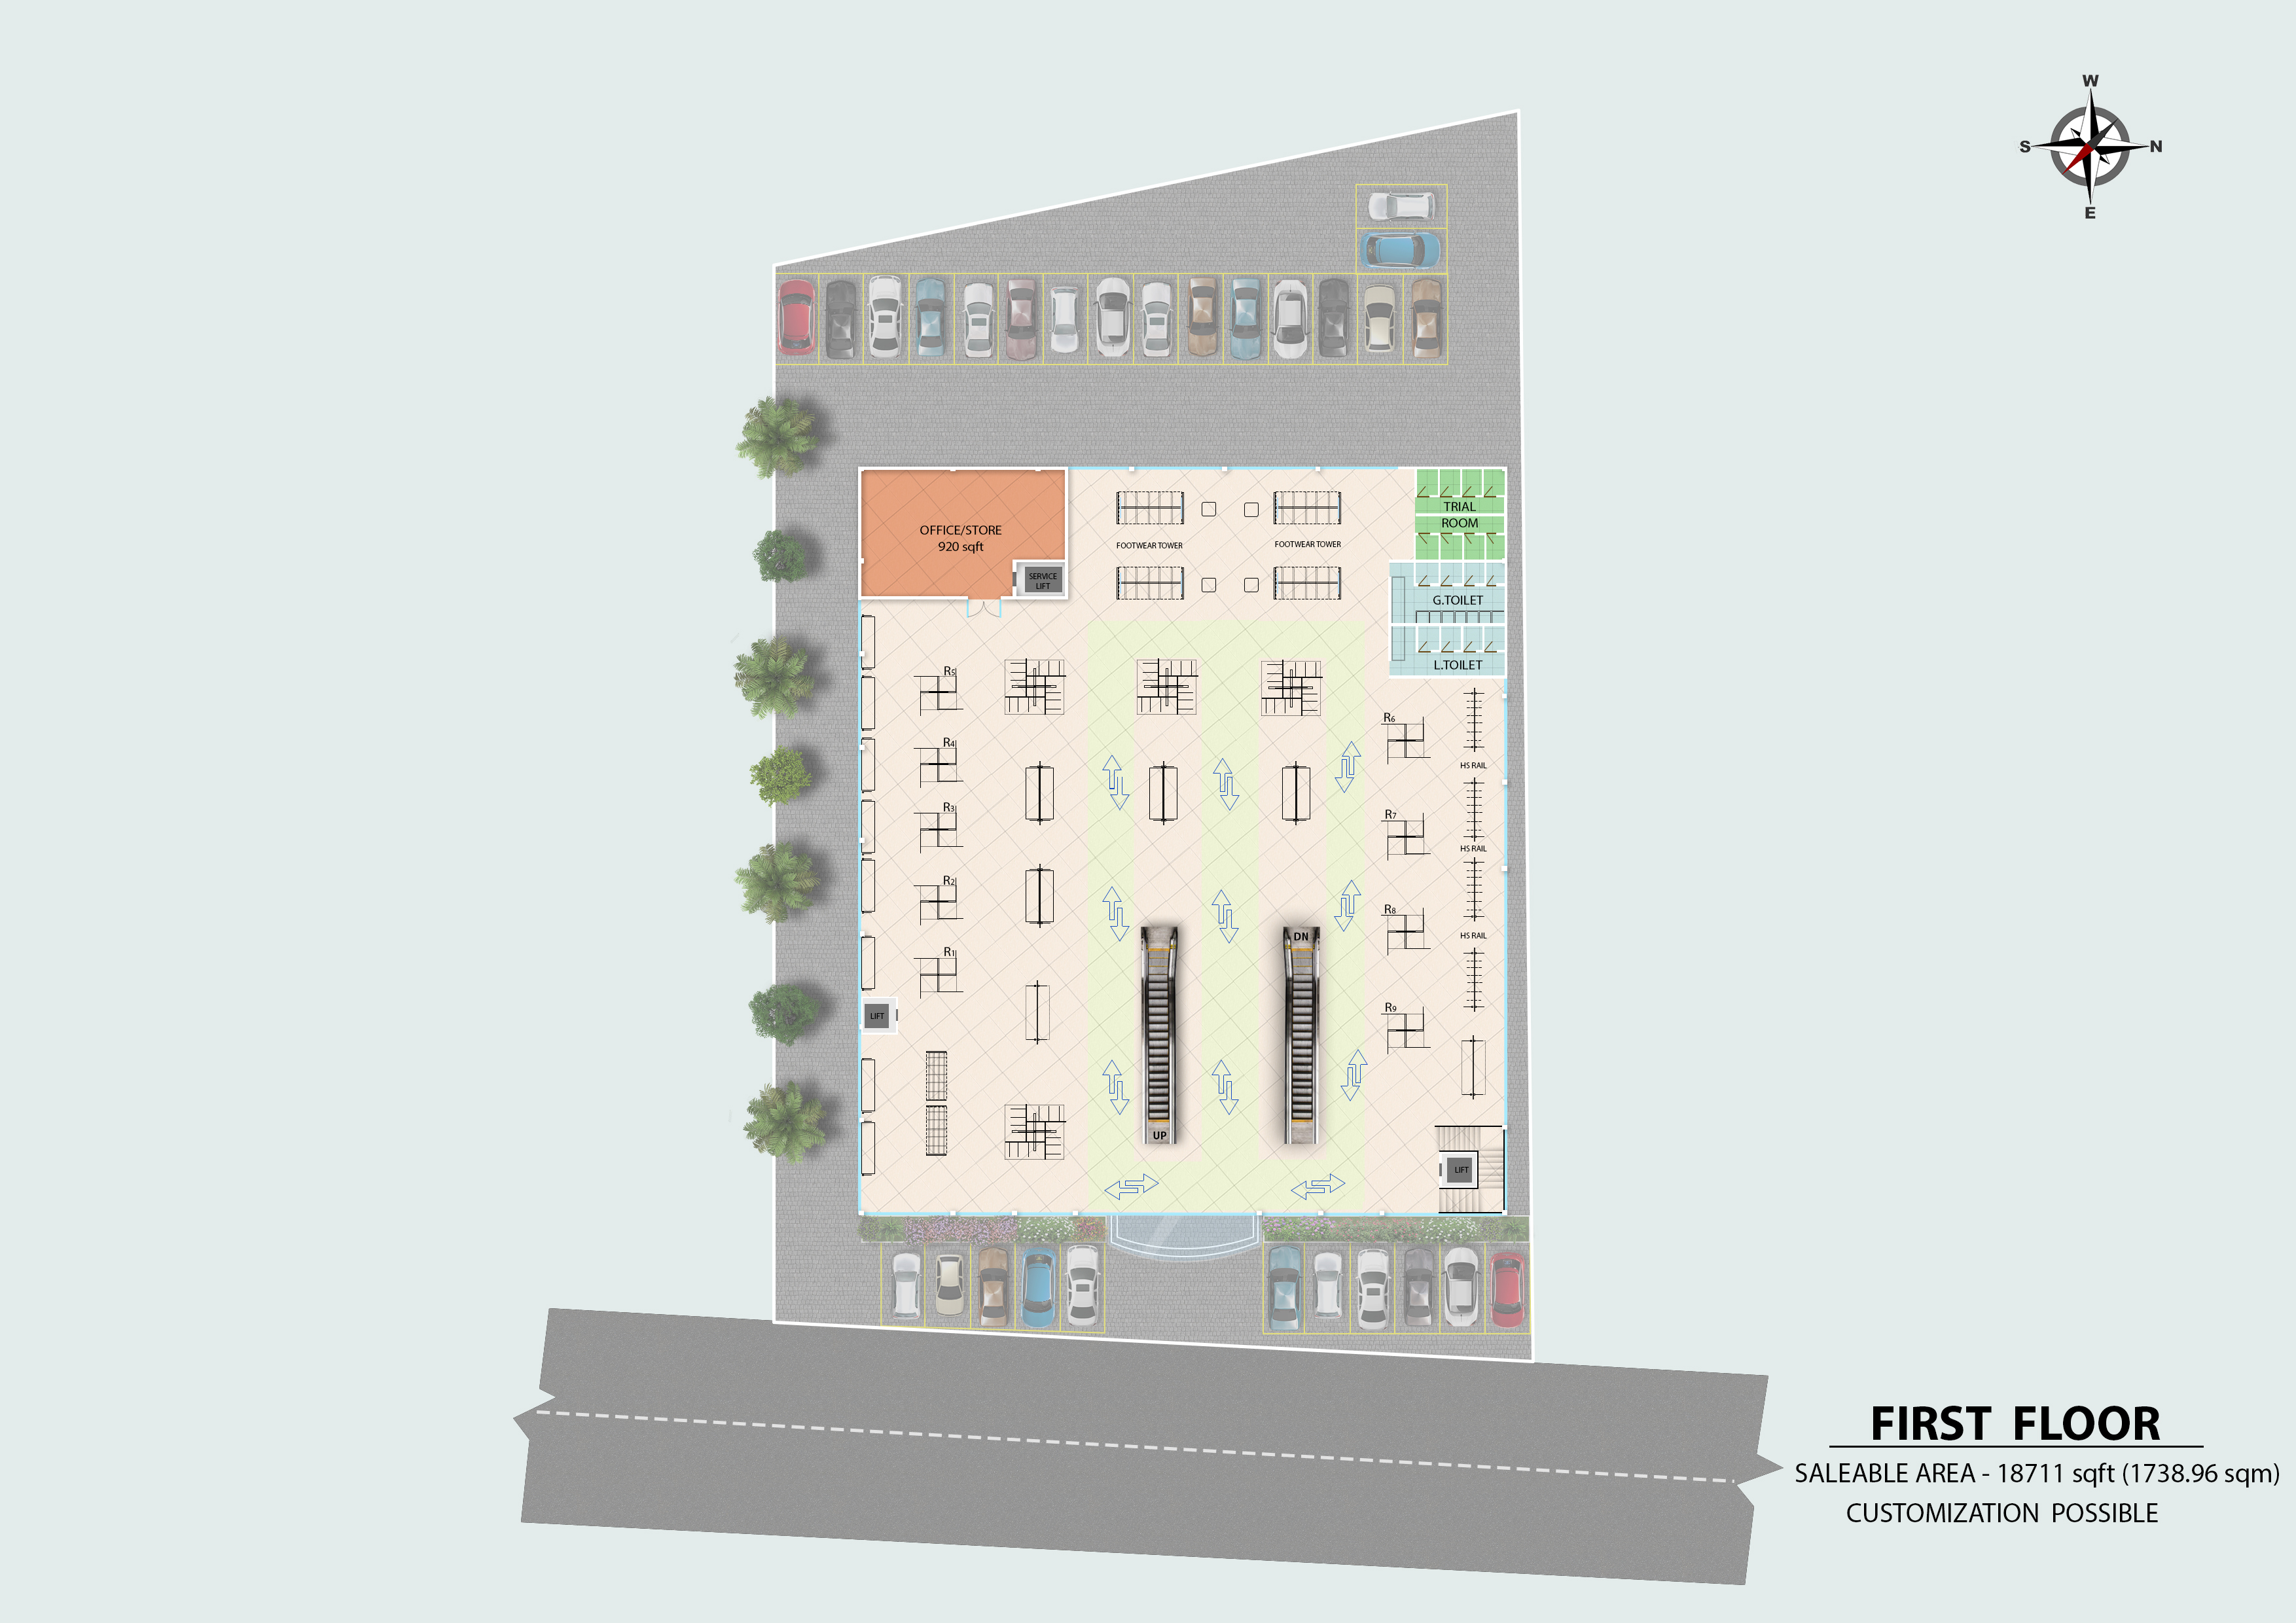 W
S N
E
TRIAL
ROOM
OFFICE/STORE
920 sqft
FOOTWEAR TOWER
FOOTWEAR TOWER
SERVICE
LIFT
G.TOILET
L.TOILET
R5
R6
R4
HS RAIL
R3
R7
HS RAIL
R2
R8
DN
HS RAIL
R1
R9
LIFT
UP
LIFT
FIRST FLOOR
SALEABLE AREA - 18711 sqft (1738.96 sqm)
CUSTOMIZATION POSSIBLE